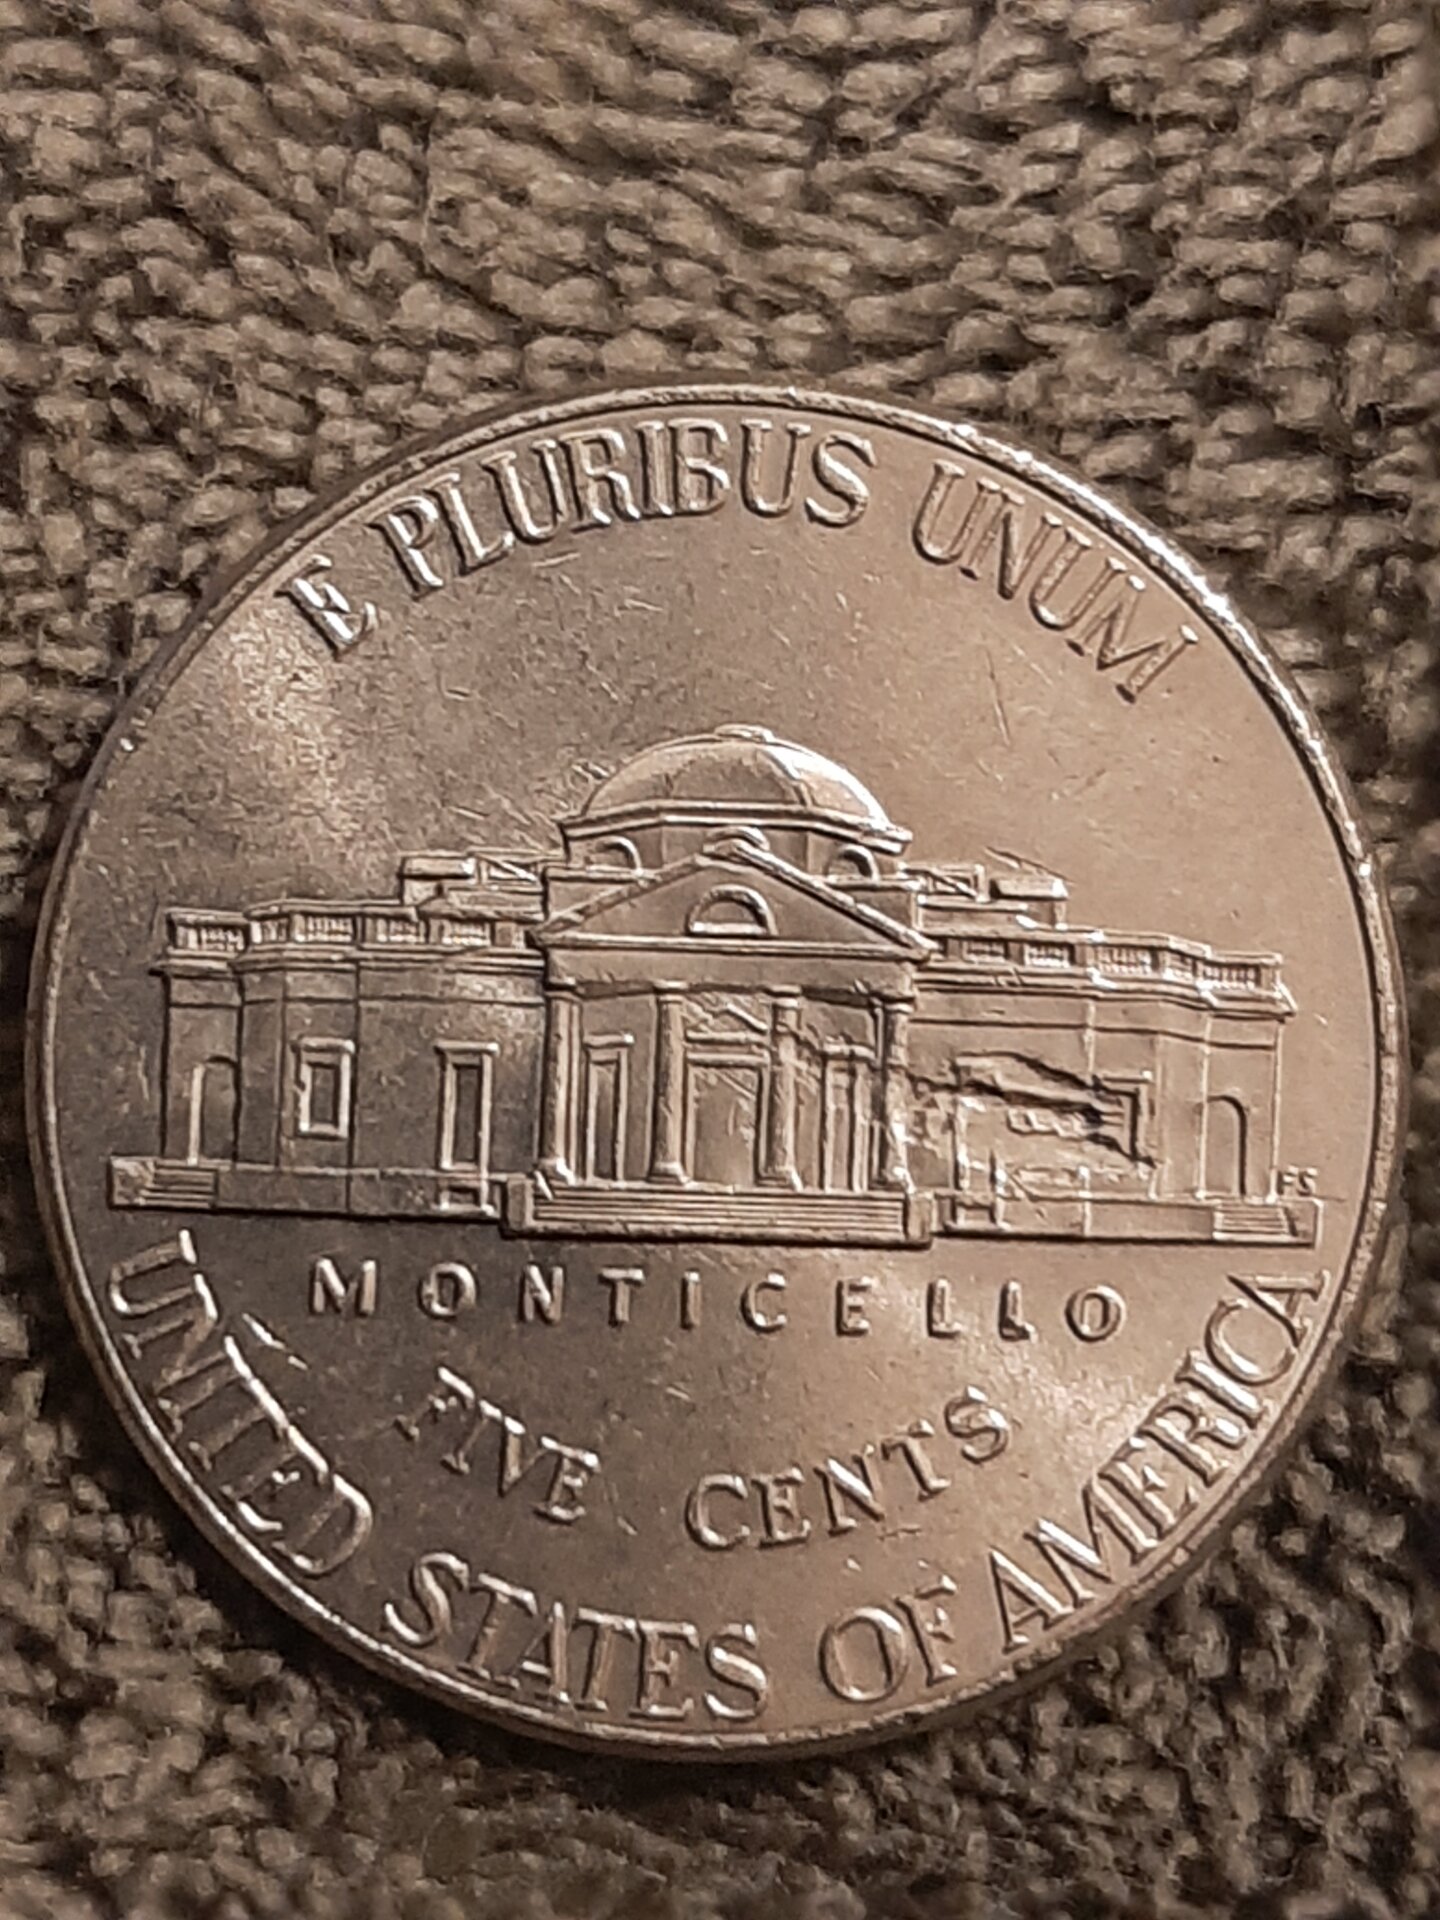 E PLURIBUS UNUM
FS
MONTICELLO
FIVE CENTS
UNITED STATES OF AMERICA